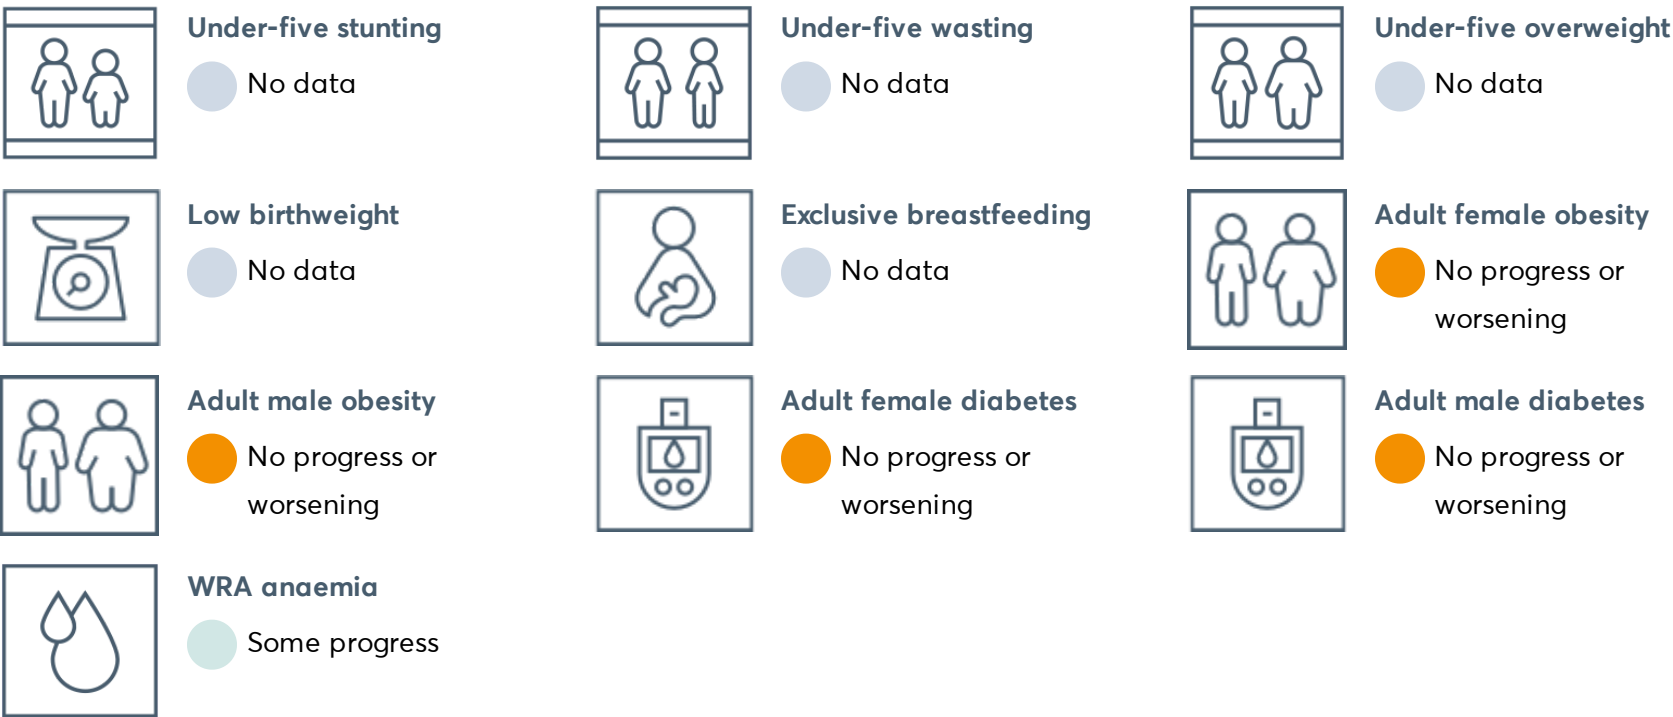 Under-five stunting
No data
Under-five wasting
No data
Under-five overweight
No data
Low birthweight
No data
Exclusive breastfeeding
No data
Adult female obesity
No progress or
worsening
Adult male obesity
No progress or
worsening
Adult female diabetes
No progress or
worsening
Adult male diabetes
No progress or
worsening
WRA anaemia
Some progress